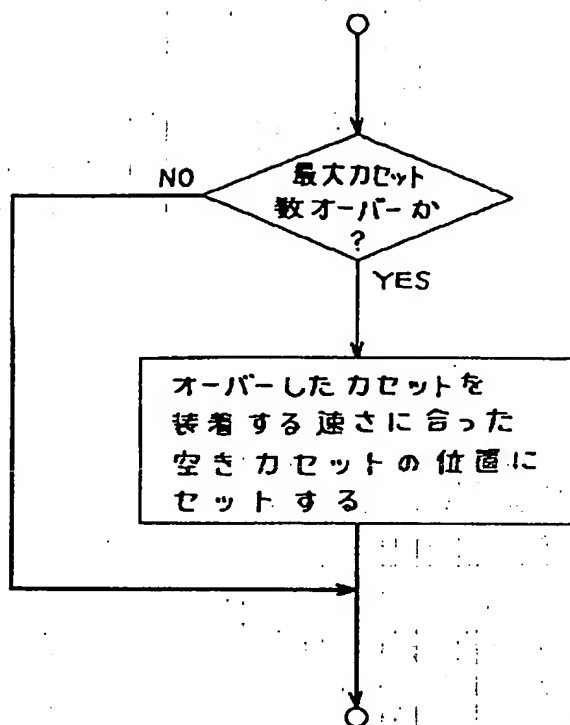 最大カセット
数オーバーか
?
NO
YES
オーバーしたカセットを
装着する速さに合った
空きカセットの位置に
セットする